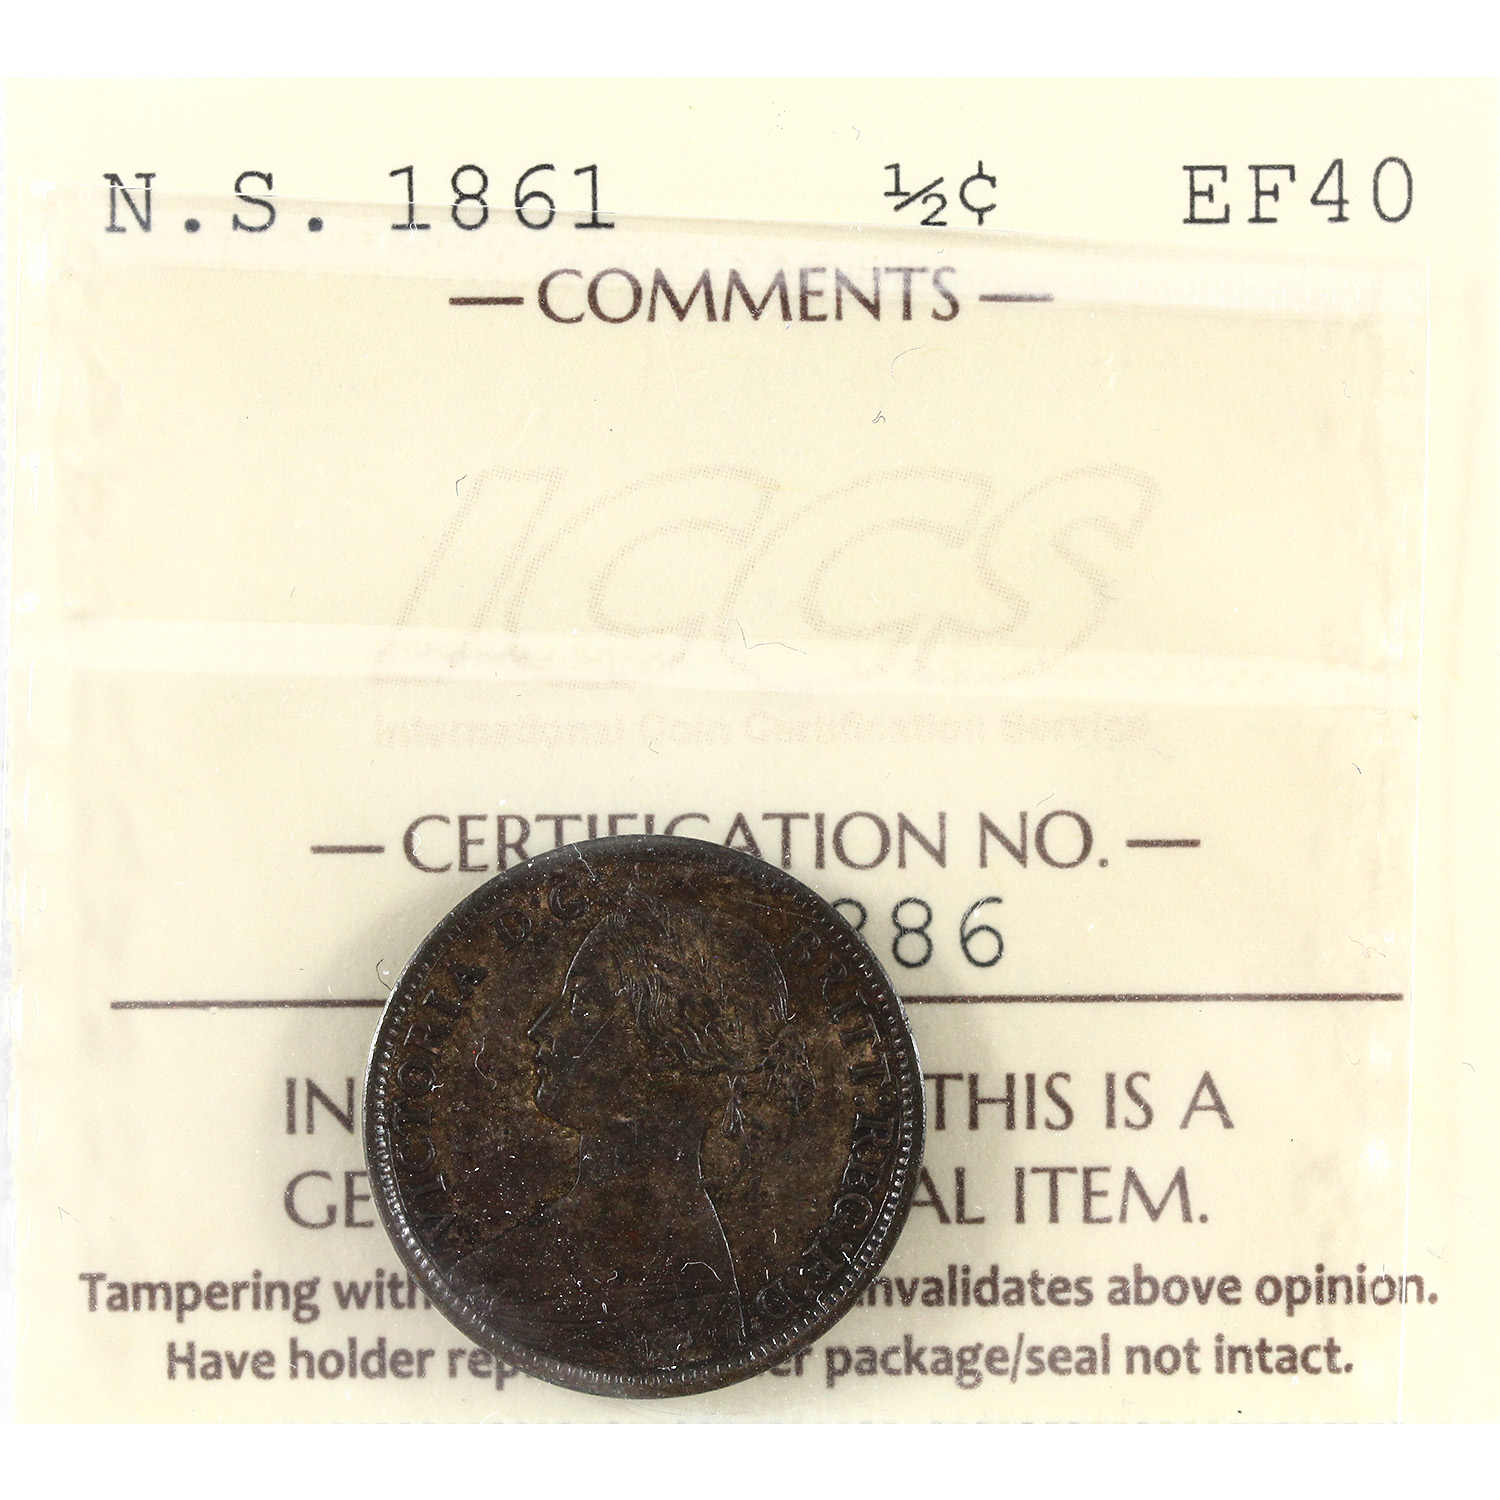 N.S. 1861 ½¢ EF40
— COMMENTS —
ICCS
International Coin Certification Service
— CERTIFICATION NO. —
886
VICTORIA D:G: BRITT:REG:F:D:
IN THIS IS A
GE AL ITEM.
Tampering with invalidates above opinion.
Have holder rep er package/seal not intact.